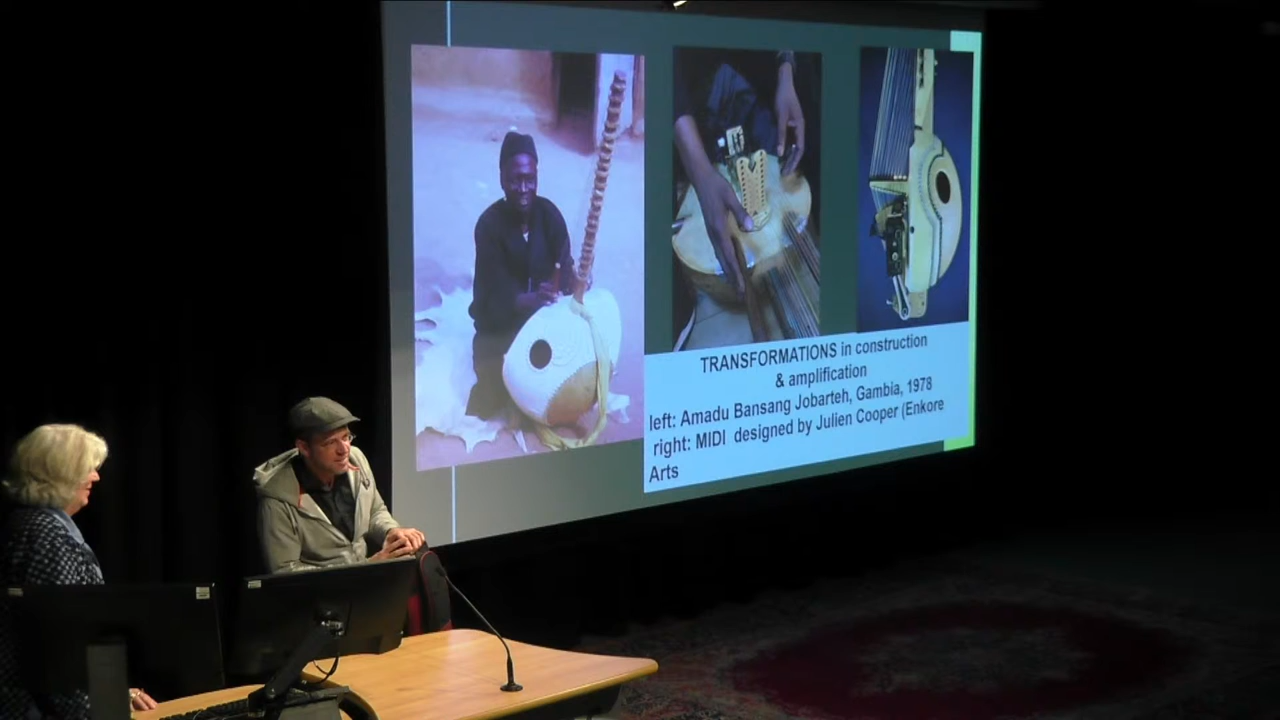 TRANSFORMATIONS in construction
& amplification
left: Amadu Bansang Jobarteh, Gambia, 1978
right: MIDI designed by Julien Cooper (Enkore
Arts